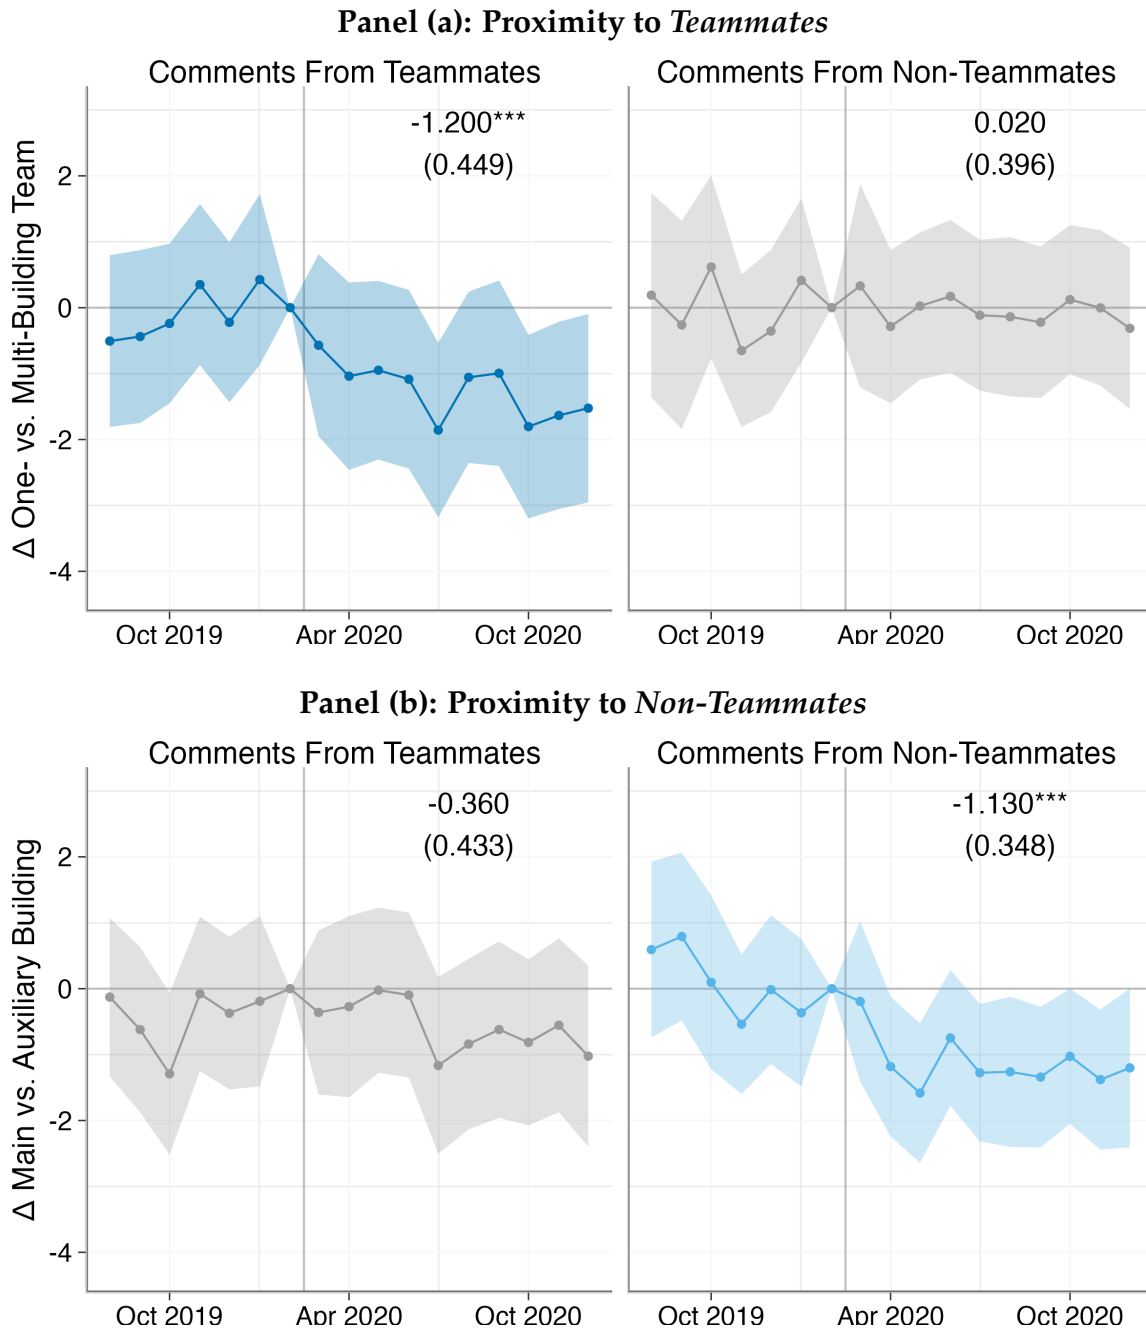 Panel (a): Proximity to Teammates
Comments From Teammates
Comments From Non-Teammates
Δ One- vs. Multi-Building Team
-1.200***
(0.449)
0.020
(0.396)
2
0
-2
-4
Oct 2019
Apr 2020
Oct 2020
Oct 2019
Apr 2020
Oct 2020
Panel (b): Proximity to Non-Teammates
Comments From Teammates
Comments From Non-Teammates
Δ Main vs. Auxiliary Building
-0.360
(0.433)
-1.130***
(0.348)
2
0
-2
-4
Oct 2019
Apr 2020
Oct 2020
Oct 2019
Apr 2020
Oct 2020